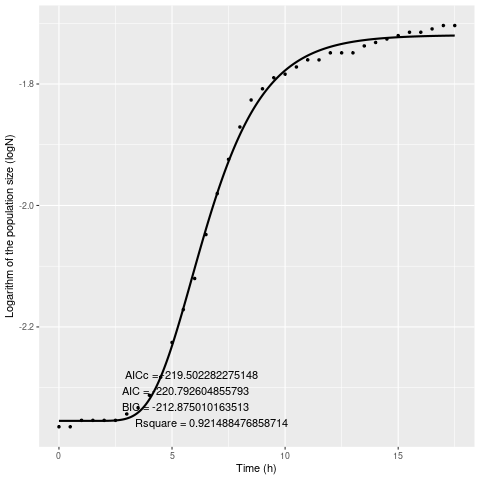 Logarithm of the population size (logN)
-1.8
-2.0
-2.2
AICc = -219.502282275148
AIC = -220.792604855793
BIC = -212.875010163513
Rsquare = 0.921488476858714
0 5 10 15
Time (h)